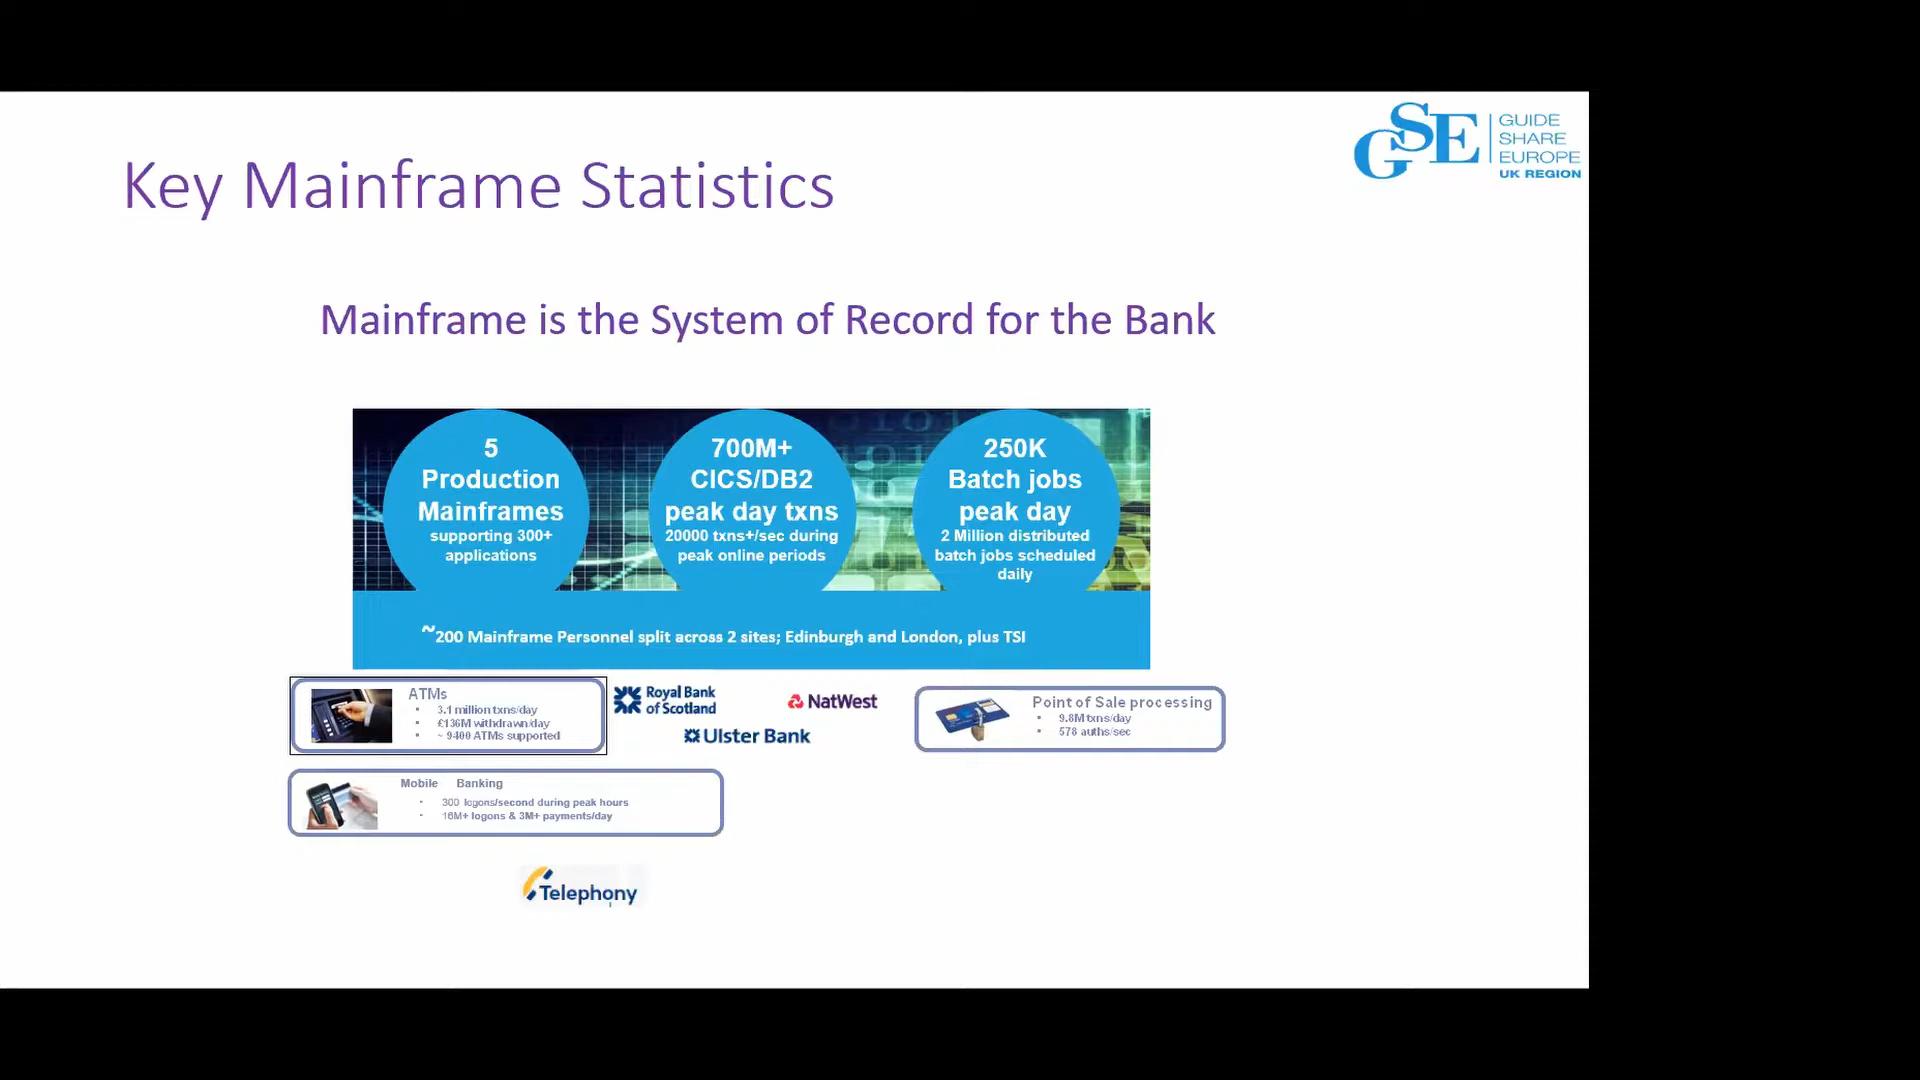 GSE
GUIDE
SHARE
EUROPE
UK REGION
Key Mainframe Statistics
Mainframe is the System of Record for the Bank
5
Production
Mainframes
supporting 300+
applications
700M+
CICS/DB2
peak day txns
20000 txns+/sec during
peak online periods
250K
Batch jobs
peak day
2 Million distributed
batch jobs scheduled
daily
~200 Mainframe Personnel split across 2 sites; Edinburgh and London, plus TSI
ATMs
• 3.1 million txns/day
• £136M withdrawn/day
• ~ 9400 ATMs supported
Royal Bank
of Scotland
NatWest
Ulster Bank
Point of Sale processing
• 9.8M txns/day
• 578 auths/sec
Mobile Banking
• 300 logons/second during peak hours
• 16M+ logons & 3M+ payments/day
Telephony